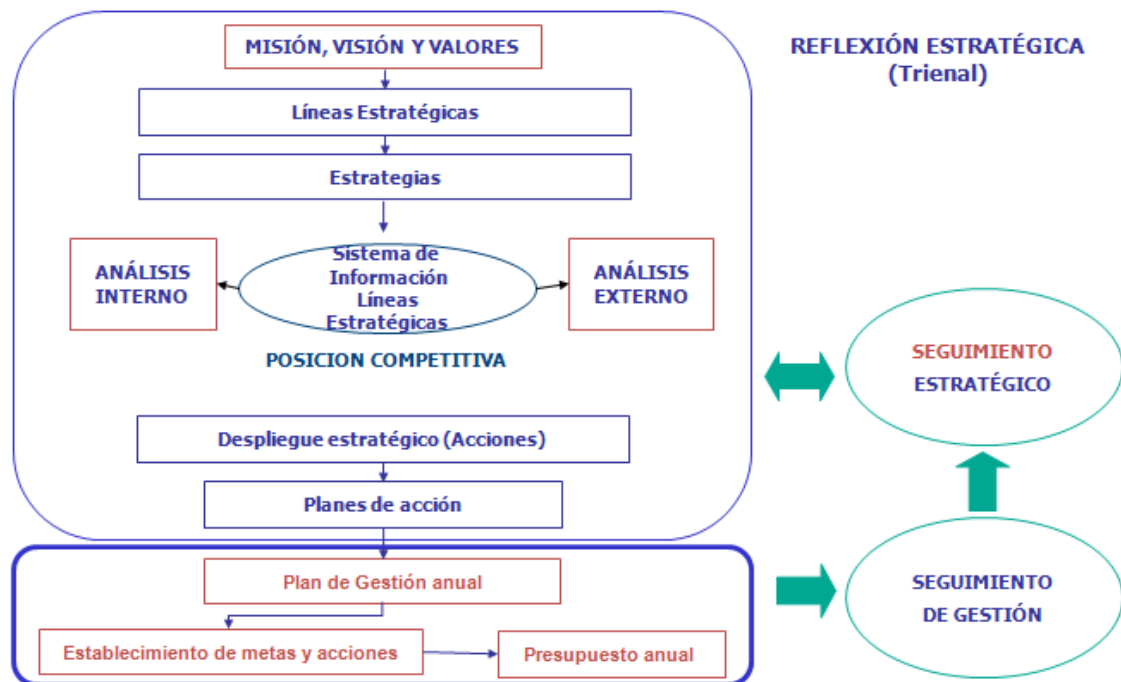 MISIÓN, VISIÓN Y VALORES
REFLEXIÓN ESTRATÉGICA
(Trienal)
Líneas Estratégicas
Estrategias
ANÁLISIS
INTERNO
Sistema de
Información
Líneas
Estratégicas
ANÁLISIS
EXTERNO
POSICION COMPETITIVA
SEGUIMIENTO
ESTRATÉGICO
Despliegue estratégico (Acciones)
Planes de acción
Plan de Gestión anual
SEGUIMIENTO
DE GESTIÓN
Establecimiento de metas y acciones
Presupuesto anual